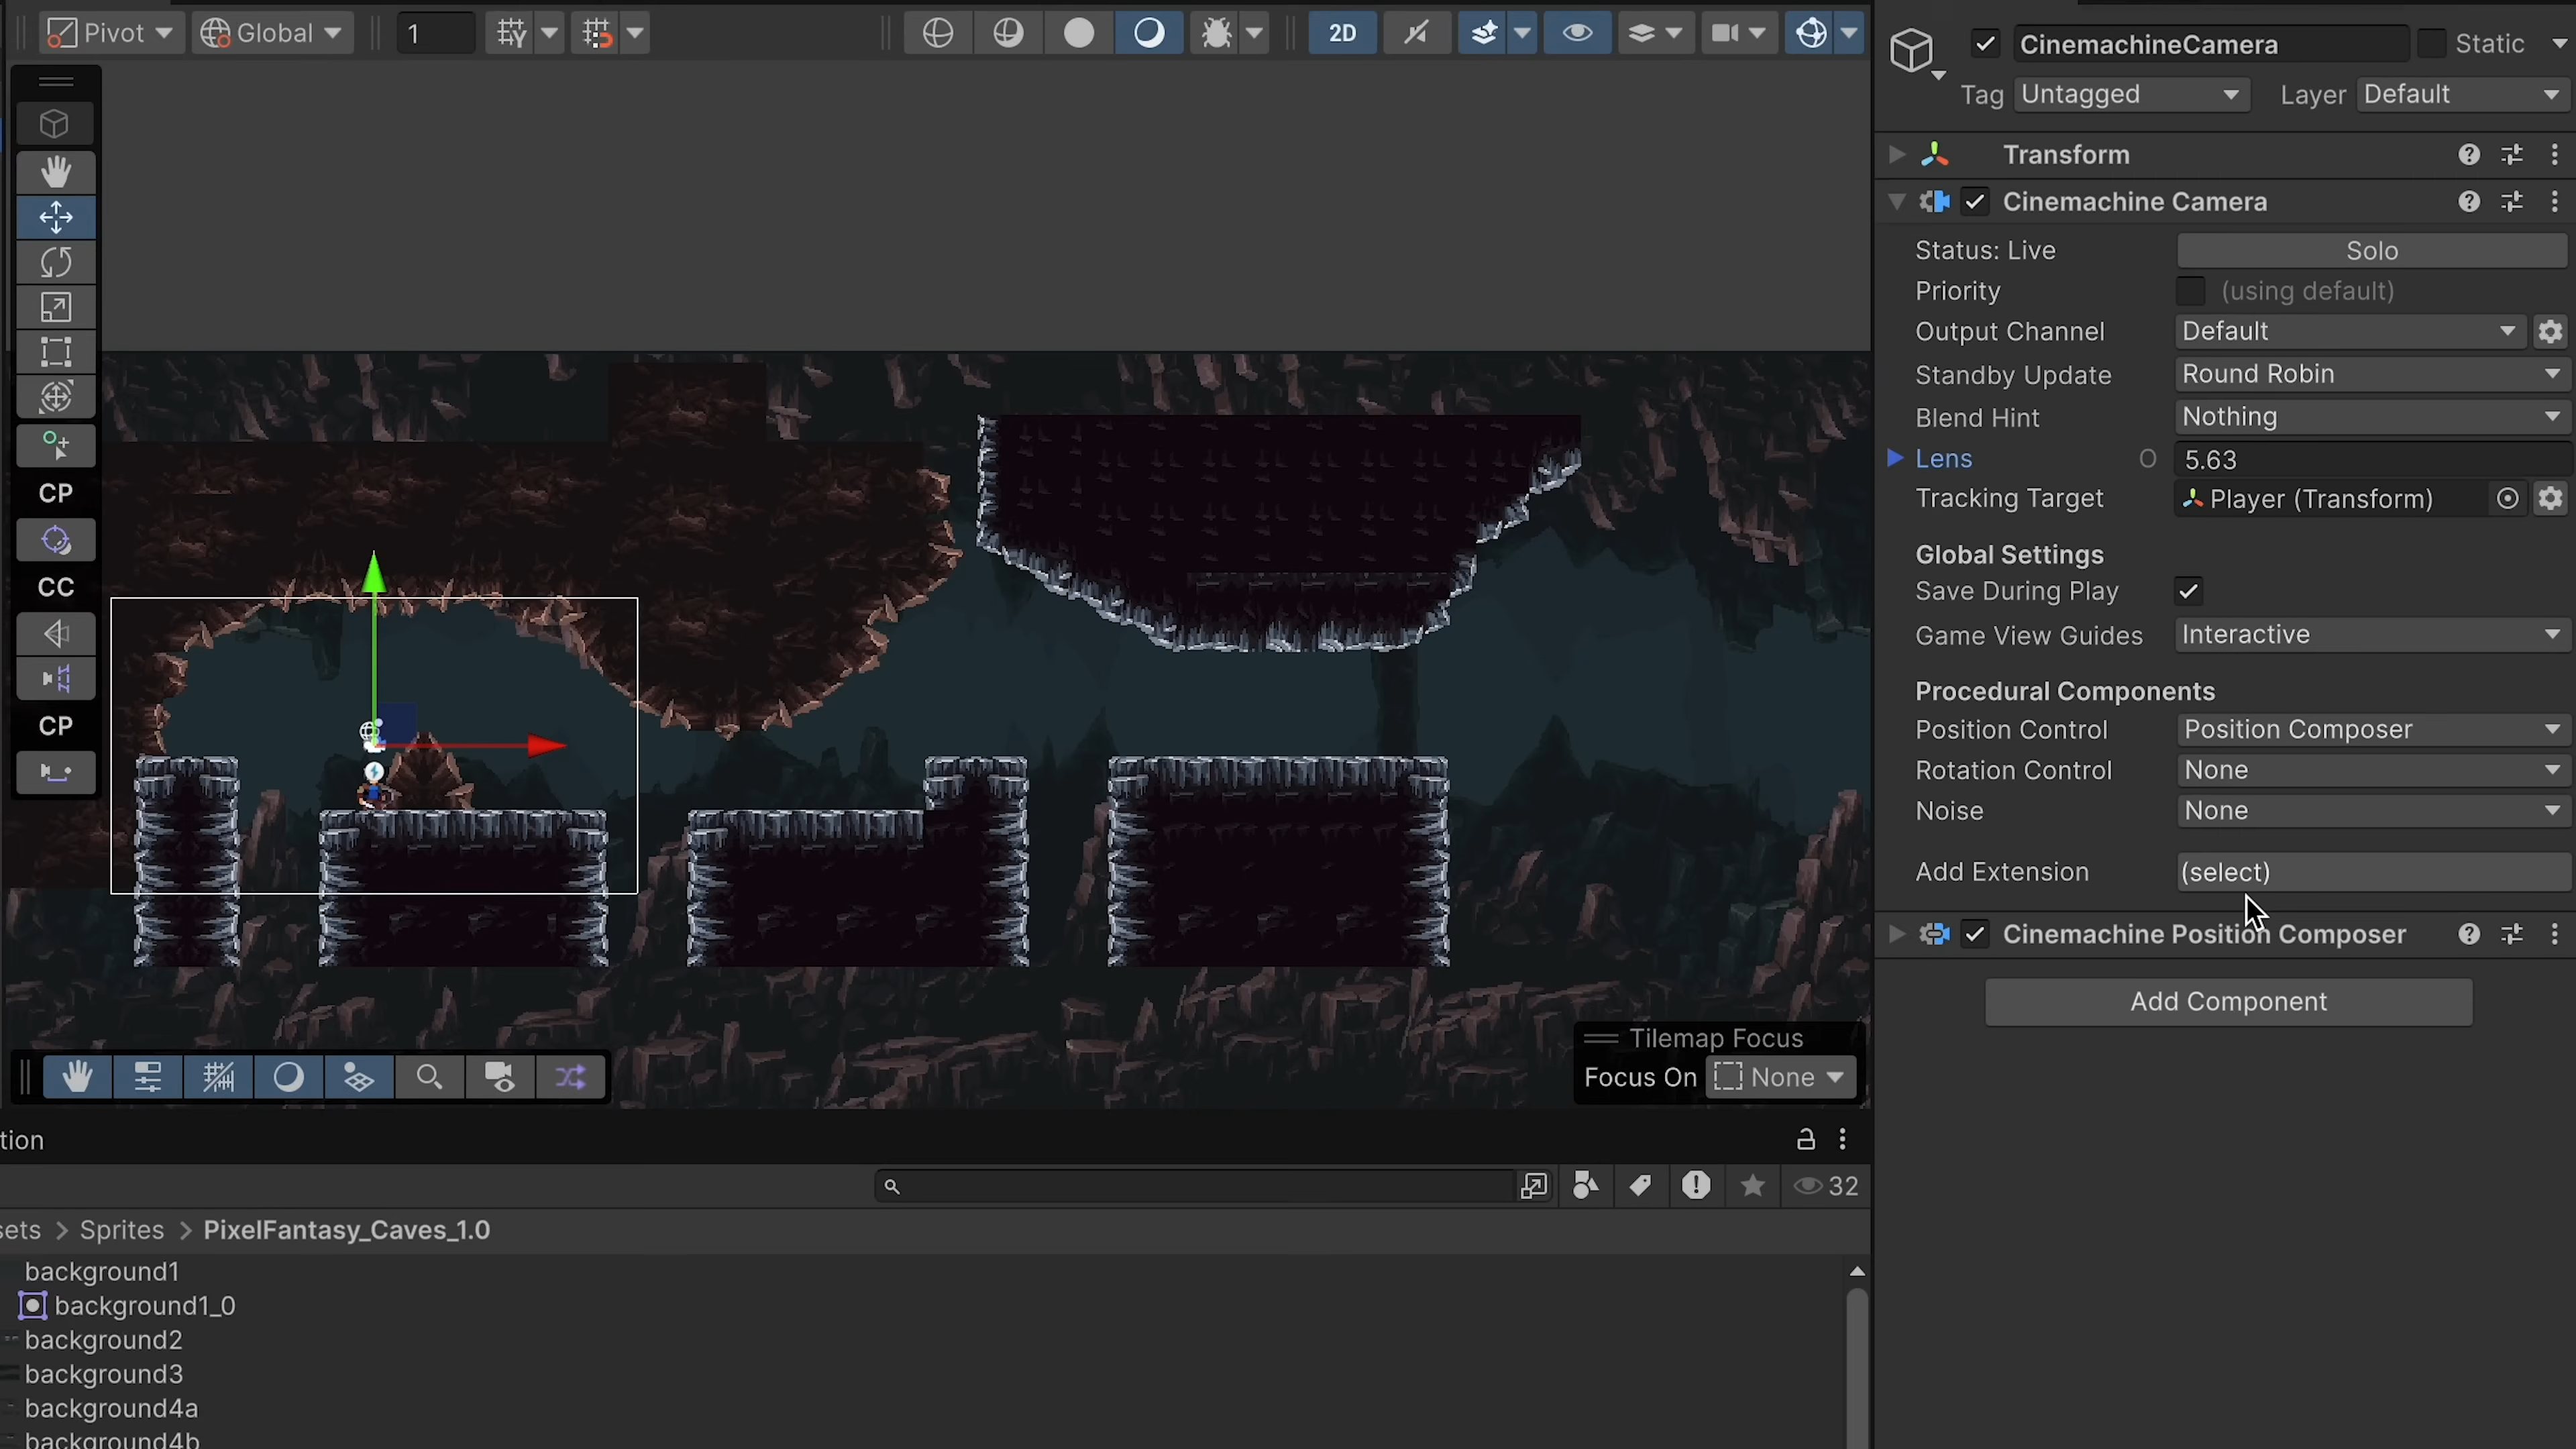 Pivot
Global
1
2D
CinemachineCamera
Static
Tag
Untagged
Layer
Default
Transform
Cinemachine Camera
Status: Live
Solo
Priority
(using default)
Output Channel
Default
Standby Update
Round Robin
Blend Hint
Nothing
Lens
5.63
Tracking Target
Player (Transform)
Global Settings
Save During Play
Game View Guides
Interactive
Procedural Components
Position Control
Position Composer
Rotation Control
None
Noise
None
Add Extension
(select)
Cinemachine Position Composer
Add Component
CP
CC
CP
Tilemap Focus
Focus On
None
tion
32
sets > Sprites > PixelFantasy_Caves_1.0
background1
background1_0
background2
background3
background4a
background4b